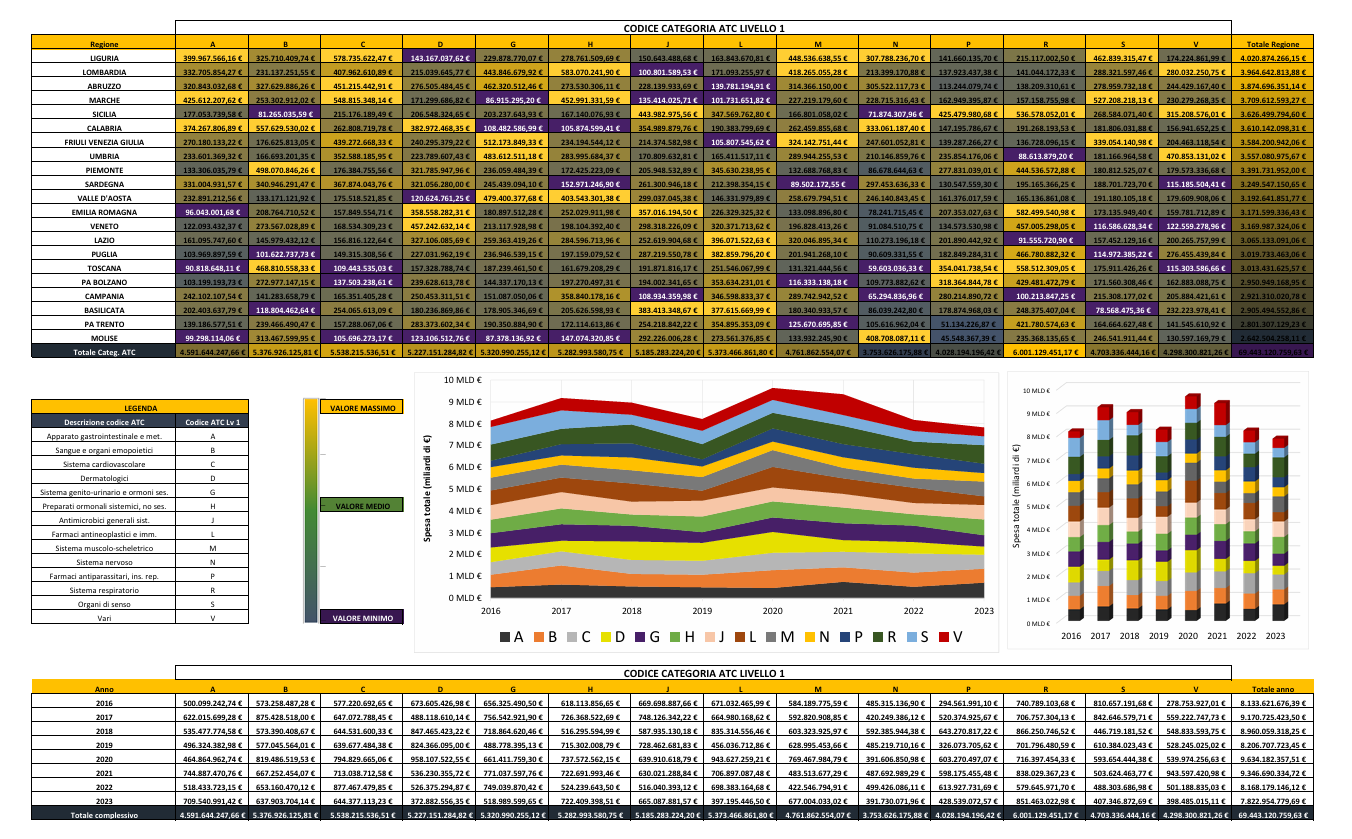 CODICE CATEGORIA ATC LIVELLO 1
Regione A B C D G H J L M N P R S V Totale Regione
LIGURIA 399.967.566,16 € 325.710.409,74 € 578.735.622,47 € 143.167.037,62 € 229.878.770,07 € 278.761.509,69 € 150.643.488,68 € 163.843.670,81 € 448.536.638,55 € 307.788.236,70 € 141.660.135,70 € 215.117.002,50 € 462.839.315,47 € 174.224.861,99 € 4.020.874.266,15 €
LOMBARDIA 332.705.854,27 € 231.137.251,55 € 407.962.610,89 € 215.039.645,77 € 443.846.679,92 € 583.070.241,90 € 100.801.589,53 € 171.093.255,97 € 418.265.055,28 € 213.399.170,88 € 137.923.437,38 € 141.044.172,33 € 288.321.597,46 € 280.032.250,75 € 3.964.642.813,88 €
ABRUZZO 320.843.032,68 € 327.629.886,26 € 451.215.442,91 € 276.505.484,45 € 462.320.512,46 € 273.530.306,11 € 228.139.933,69 € 139.781.194,91 € 314.366.150,00 € 305.522.117,73 € 113.244.079,74 € 138.209.310,61 € 278.959.732,18 € 244.429.167,40 € 3.874.696.351,14 €
MARCHE 425.612.207,62 € 253.302.912,02 € 548.815.348,14 € 171.299.686,82 € 86.915.295,20 € 452.991.331,59 € 135.414.025,71 € 101.731.651,82 € 227.219.179,60 € 228.715.316,43 € 162.949.395,87 € 157.158.755,98 € 527.208.218,13 € 230.279.268,35 € 3.709.612.593,27 €
SICILIA 177.053.739,58 € 81.265.035,59 € 215.176.189,49 € 206.548.324,65 € 203.237.643,93 € 167.140.076,93 € 443.982.975,56 € 347.569.762,80 € 166.801.058,02 € 71.874.307,96 € 425.479.980,68 € 536.578.052,01 € 268.584.071,40 € 315.208.576,01 € 3.626.499.794,60 €
CALABRIA 374.267.806,89 € 557.629.530,02 € 262.808.719,78 € 382.972.468,35 € 108.482.586,99 € 105.874.599,41 € 354.989.879,76 € 190.383.799,69 € 262.459.855,68 € 333.061.187,40 € 147.195.786,67 € 191.268.193,53 € 181.806.031,88 € 156.941.652,25 € 3.610.142.098,31 €
FRIULI VENEZIA GIULIA 270.180.133,22 € 176.625.813,05 € 439.272.668,33 € 240.295.379,22 € 512.173.849,33 € 234.194.544,12 € 214.374.582,98 € 105.807.545,62 € 324.142.751,44 € 247.601.052,81 € 139.287.266,27 € 136.728.096,15 € 339.054.140,98 € 204.463.118,54 € 3.584.200.942,06 €
UMBRIA 233.601.369,32 € 166.693.201,35 € 352.588.185,95 € 223.789.607,43 € 483.612.511,18 € 283.995.684,37 € 170.809.632,81 € 165.411.517,11 € 289.944.255,53 € 210.146.859,76 € 235.854.176,06 € 88.613.879,20 € 181.166.964,58 € 470.853.131,02 € 3.557.080.975,67 €
PIEMONTE 133.306.035,79 € 498.070.846,26 € 176.384.755,56 € 321.785.947,96 € 236.059.484,39 € 172.425.223,09 € 205.948.532,89 € 345.630.238,95 € 132.688.768,83 € 86.678.644,63 € 277.831.039,01 € 444.536.572,88 € 180.812.525,07 € 179.573.336,68 € 3.391.731.952,00 €
SARDEGNA 331.004.931,57 € 340.946.291,47 € 367.874.043,76 € 321.056.280,00 € 245.439.094,10 € 152.971.246,90 € 261.300.946,18 € 212.398.354,15 € 89.502.172,55 € 297.453.636,33 € 130.547.559,30 € 195.165.366,25 € 188.701.723,70 € 115.185.504,41 € 3.249.547.150,65 €
VALLE D'AOSTA 232.891.212,56 € 133.171.121,92 € 175.518.521,85 € 120.624.761,25 € 479.400.377,68 € 403.543.301,38 € 299.037.045,38 € 146.331.979,89 € 258.679.794,51 € 246.140.843,45 € 161.376.017,59 € 165.136.861,08 € 191.180.105,18 € 179.609.908,06 € 3.192.641.851,77 €
EMILIA ROMAGNA 96.043.001,68 € 208.764.710,52 € 157.849.554,71 € 358.558.282,31 € 180.897.512,28 € 252.029.911,98 € 357.016.194,50 € 226.329.325,32 € 133.098.896,80 € 78.241.715,45 € 207.353.027,63 € 582.499.540,98 € 173.135.949,40 € 159.781.712,89 € 3.171.599.336,43 €
VENETO 122.093.432,37 € 273.567.028,89 € 168.534.309,23 € 457.242.632,14 € 213.117.928,98 € 198.104.392,40 € 298.318.226,09 € 320.371.713,62 € 196.828.413,26 € 91.084.510,75 € 134.573.530,98 € 457.005.298,05 € 116.586.628,34 € 122.559.278,96 € 3.169.987.324,06 €
LAZIO 161.095.747,60 € 145.979.432,12 € 156.816.122,64 € 327.106.085,69 € 259.363.419,26 € 284.596.713,96 € 252.619.904,68 € 396.071.522,63 € 320.046.895,34 € 110.273.196,18 € 201.890.442,92 € 91.555.720,90 € 157.452.129,16 € 200.265.757,99 € 3.065.133.091,06 €
PUGLIA 103.969.897,59 € 101.622.737,73 € 149.315.308,56 € 227.031.962,19 € 236.946.539,15 € 197.159.079,52 € 287.219.550,78 € 382.859.796,20 € 201.941.268,10 € 90.609.331,55 € 182.849.284,31 € 466.780.882,32 € 114.972.385,22 € 276.455.439,84 € 3.019.733.463,06 €
TOSCANA 90.818.648,11 € 468.810.558,33 € 109.443.535,03 € 157.328.788,74 € 187.239.461,50 € 161.679.208,29 € 191.871.816,17 € 251.546.067,99 € 131.321.444,56 € 59.603.036,33 € 354.041.738,54 € 558.512.309,05 € 175.911.426,26 € 115.303.586,66 € 3.013.431.625,57 €
PA BOLZANO 103.199.193,73 € 272.977.147,15 € 137.503.238,61 € 239.628.613,78 € 144.337.170,13 € 197.270.497,31 € 194.002.341,65 € 353.634.231,01 € 116.333.138,18 € 109.773.882,62 € 318.364.844,78 € 429.481.472,79 € 171.560.308,46 € 162.883.088,75 € 2.950.949.168,95 €
CAMPANIA 242.102.107,54 € 141.283.658,79 € 165.351.405,28 € 250.453.311,51 € 151.087.050,06 € 358.840.178,16 € 108.934.359,98 € 346.598.833,37 € 289.742.942,52 € 65.294.836,96 € 280.214.890,72 € 100.213.847,25 € 215.308.177,02 € 205.884.421,61 € 2.921.310.020,78 €
BASILICATA 202.403.637,79 € 118.804.462,64 € 254.065.613,09 € 180.236.869,86 € 178.905.346,69 € 205.626.598,93 € 383.413.348,67 € 377.615.669,99 € 180.340.933,57 € 86.039.242,80 € 178.874.968,03 € 248.375.407,04 € 78.568.475,36 € 222.223.978,41 € 2.905.494.552,86 €
PA TRENTO 139.186.577,51 € 239.466.490,47 € 157.288.067,06 € 283.373.602,34 € 190.350.884,90 € 172.114.613,86 € 254.218.842,22 € 354.895.353,09 € 125.670.695,85 € 105.616.962,04 € 51.134.226,87 € 421.780.574,63 € 164.664.627,48 € 141.545.610,92 € 2.801.307.129,23 €
MOLISE 99.298.114,06 € 313.467.599,95 € 105.696.273,17 € 123.106.512,76 € 87.378.136,92 € 147.074.320,85 € 292.226.006,28 € 273.561.376,85 € 133.932.245,90 € 408.708.087,11 € 45.548.367,39 € 235.368.135,65 € 246.541.911,44 € 130.597.169,79 € 2.642.504.258,11 €
Totale Categ. ATC 4.591.644.247,66 € 5.376.926.125,81 € 5.538.215.536,51 € 5.227.151.284,82 € 5.320.990.255,12 € 5.282.993.580,75 € 5.185.283.224,20 € 5.373.466.861,80 € 4.761.862.554,07 € 3.753.626.175,88 € 4.028.194.196,42 € 6.001.129.451,17 € 4.703.336.444,16 € 4.298.300.821,26 € 69.443.120.759,63 €
LEGENDA
Descrizione codice ATC Codice ATC Lv 1
Apparato gastrointestinale e met. A
Sangue e organi emopoietici B
Sistema cardiovascolare C
Dermatologici D
Sistema genito-urinario e ormoni ses. G
Preparati ormonali sistemici, no ses. H
Antimicrobici generali sist. J
Farmaci antineoplastici e imm. L
Sistema muscolo-scheletrico M
Sistema nervoso N
Farmaci antiparassitari, ins. rep. P
Sistema respiratorio R
Organi di senso S
Vari V
VALORE MASSIMO
VALORE MEDIO
VALORE MINIMO
Spesa totale (miliardi di €)
10 MLD €
9 MLD €
8 MLD €
7 MLD €
6 MLD €
5 MLD €
4 MLD €
3 MLD €
2 MLD €
1 MLD €
0 MLD €
2016 2017 2018 2019 2020 2021 2022 2023
A B C D G H J L M N P R S V
Spesa totale (miliardi di €)
10 MLD €
9 MLD €
8 MLD €
7 MLD €
6 MLD €
5 MLD €
4 MLD €
3 MLD €
2 MLD €
1 MLD €
0 MLD €
2016 2017 2018 2019 2020 2021 2022 2023
CODICE CATEGORIA ATC LIVELLO 1
Anno A B C D G H J L M N P R S V Totale anno
2016 500.099.242,74 € 573.258.487,28 € 577.220.692,65 € 673.605.426,98 € 656.325.490,50 € 618.113.856,65 € 669.698.887,66 € 671.032.465,99 € 584.189.775,59 € 485.315.136,90 € 294.561.991,10 € 740.789.103,68 € 810.657.191,68 € 278.753.927,01 € 8.133.621.676,39 €
2017 622.015.699,28 € 875.428.518,00 € 647.072.788,45 € 488.118.610,14 € 756.542.921,90 € 726.368.522,69 € 748.126.342,22 € 664.980.168,62 € 592.820.908,85 € 420.249.386,12 € 520.374.925,67 € 706.757.304,13 € 842.646.579,71 € 559.222.747,73 € 9.170.725.423,50 €
2018 535.477.774,58 € 573.390.408,67 € 644.531.600,33 € 847.465.423,22 € 718.864.620,46 € 516.295.594,99 € 587.935.130,18 € 835.314.556,46 € 603.323.925,97 € 592.385.944,38 € 643.270.817,22 € 866.250.746,52 € 446.719.181,52 € 548.833.593,75 € 8.960.059.318,25 €
2019 496.324.382,98 € 577.045.564,01 € 639.677.484,38 € 824.366.095,00 € 488.778.395,13 € 715.302.008,79 € 728.462.681,83 € 456.036.712,86 € 628.995.453,66 € 485.219.710,16 € 326.073.705,62 € 701.796.480,59 € 610.384.023,43 € 528.245.025,02 € 8.206.707.723,45 €
2020 464.864.962,74 € 819.486.519,53 € 794.829.665,06 € 958.107.522,55 € 661.411.759,30 € 737.572.562,15 € 639.910.618,79 € 943.627.259,21 € 769.467.984,79 € 391.606.850,98 € 603.270.497,07 € 716.397.454,33 € 593.654.444,38 € 539.974.256,63 € 9.634.182.357,51 €
2021 744.887.470,76 € 667.252.454,07 € 713.038.712,58 € 536.230.355,72 € 771.037.597,76 € 722.691.993,46 € 630.021.288,84 € 706.897.087,48 € 483.513.677,29 € 487.692.989,29 € 598.175.455,48 € 838.029.367,23 € 503.624.463,77 € 943.597.420,98 € 9.346.690.334,72 €
2022 518.433.723,15 € 653.160.470,12 € 877.467.479,85 € 526.375.294,87 € 749.039.870,42 € 524.239.643,50 € 516.040.393,12 € 698.383.164,68 € 422.546.794,91 € 499.426.086,11 € 613.927.731,69 € 579.645.971,70 € 488.303.686,98 € 501.188.835,03 € 8.168.179.146,12 €
2023 709.540.991,42 € 637.903.704,14 € 644.377.113,23 € 372.882.556,35 € 518.989.599,65 € 722.409.398,51 € 665.087.881,57 € 397.195.446,50 € 677.004.033,02 € 391.730.071,96 € 428.539.072,57 € 851.463.022,98 € 407.346.872,69 € 398.485.015,11 € 7.822.954.779,69 €
Totale complessivo 4.591.644.247,66 € 5.376.926.125,81 € 5.538.215.536,51 € 5.227.151.284,82 € 5.320.990.255,12 € 5.282.993.580,75 € 5.185.283.224,20 € 5.373.466.861,80 € 4.761.862.554,07 € 3.753.626.175,88 € 4.028.194.196,42 € 6.001.129.451,17 € 4.703.336.444,16 € 4.298.300.821,26 € 69.443.120.759,63 €